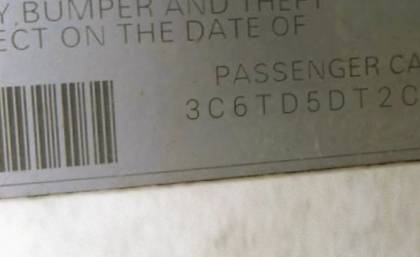 Y, BUMPER AND THEFT
ECT ON THE DATE OF
PASSENGER CA
3C6TD5DT2C